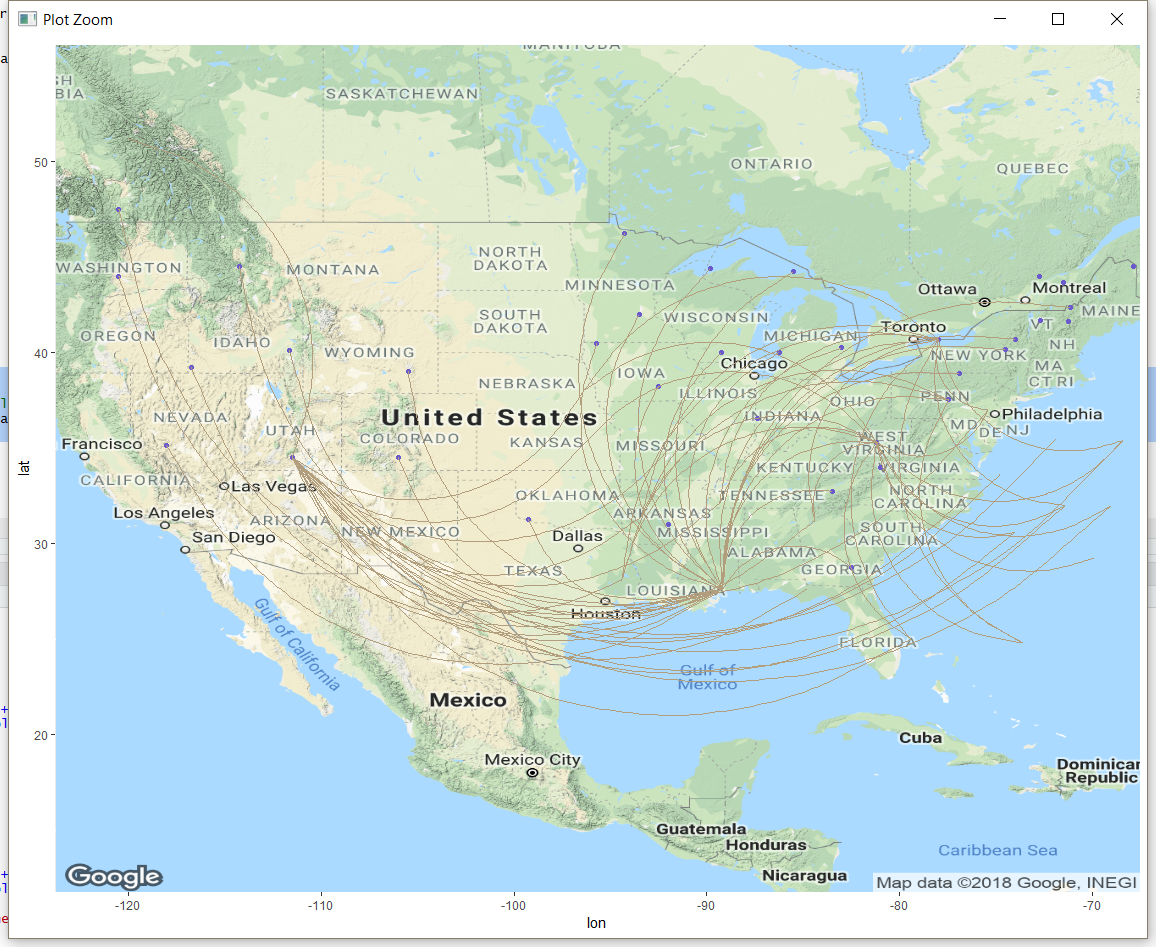 Plot Zoom
MANITOBA
SASKATCHEWAN
ONTARIO
QUEBEC
BIA
50
WASHINGTON
MONTANA
NORTH
DAKOTA
MINNESOTA
Ottawa
Montreal
MAINE
OREGON
IDAHO
SOUTH
DAKOTA
WISCONSIN
MICHIGAN
Toronto
VT
NH
40
WYOMING
NEBRASKA
IOWA
Chicago
NEW YORK
MA
CT RI
ILLINOIS
INDIANA
OHIO
PENN
NEVADA
UTAH
United States
COLORADO
KANSAS
MISSOURI
WEST
VIRGINIA
MD
DE
NJ
Philadelphia
Francisco
CALIFORNIA
Las Vegas
KENTUCKY
VIRGINIA
lat
Los Angeles
ARIZONA
NEW MEXICO
OKLAHOMA
ARKANSAS
TENNESSEE
NORTH
CAROLINA
San Diego
Dallas
MISSISSIPPI
ALABAMA
SOUTH
CAROLINA
30
TEXAS
LOUISIAN
GEORGIA
Houston
FLORIDA
Gulf of California
Gulf of
Mexico
Mexico
20
Mexico City
Cuba
Dominican
Republic
Guatemala
Honduras
Nicaragua
Caribbean Sea
Google
Map data ©2018 Google, INEGI
-120
-110
-100
-90
-80
-70
lon